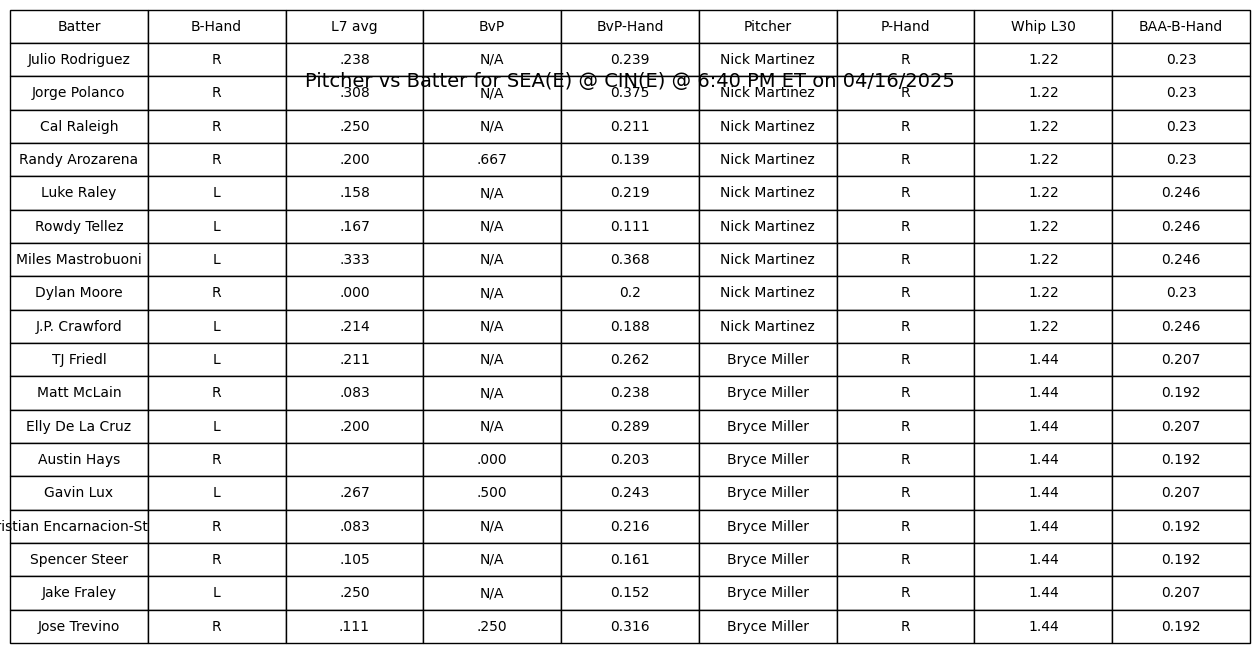 Batter B-Hand L7 avg BvP BvP-Hand Pitcher P-Hand Whip L30 BAA-B-Hand
Julio Rodriguez R .238 N/A 0.239 Nick Martinez R 1.22 0.23
Pitcher vs Batter for SEA(E) @ CIN(E) @ 6:40 PM ET on 04/16/2025
Jorge Polanco R .308 N/A 0.375 Nick Martinez R 1.22 0.23
Cal Raleigh R .250 N/A 0.211 Nick Martinez R 1.22 0.23
Randy Arozarena R .200 .667 0.139 Nick Martinez R 1.22 0.23
Luke Raley L .158 N/A 0.219 Nick Martinez R 1.22 0.246
Rowdy Tellez L .167 N/A 0.111 Nick Martinez R 1.22 0.246
Miles Mastrobuoni L .333 N/A 0.368 Nick Martinez R 1.22 0.246
Dylan Moore R .000 N/A 0.2 Nick Martinez R 1.22 0.23
J.P. Crawford L .214 N/A 0.188 Nick Martinez R 1.22 0.246
TJ Friedl L .211 N/A 0.262 Bryce Miller R 1.44 0.207
Matt McLain R .083 N/A 0.238 Bryce Miller R 1.44 0.192
Elly De La Cruz L .200 N/A 0.289 Bryce Miller R 1.44 0.207
Austin Hays R .000 0.203 Bryce Miller R 1.44 0.192
Gavin Lux L .267 .500 0.243 Bryce Miller R 1.44 0.207
istian Encarnacion-St R .083 N/A 0.216 Bryce Miller R 1.44 0.192
Spencer Steer R .105 N/A 0.161 Bryce Miller R 1.44 0.192
Jake Fraley L .250 N/A 0.152 Bryce Miller R 1.44 0.207
Jose Trevino R .111 .250 0.316 Bryce Miller R 1.44 0.192